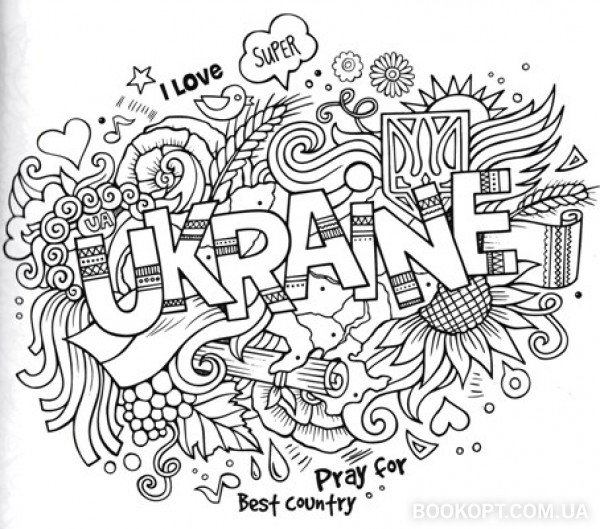 SUPER
I Love
UA
UKRAINE
Pray for
Best country
BOOKOPT.COM.UA